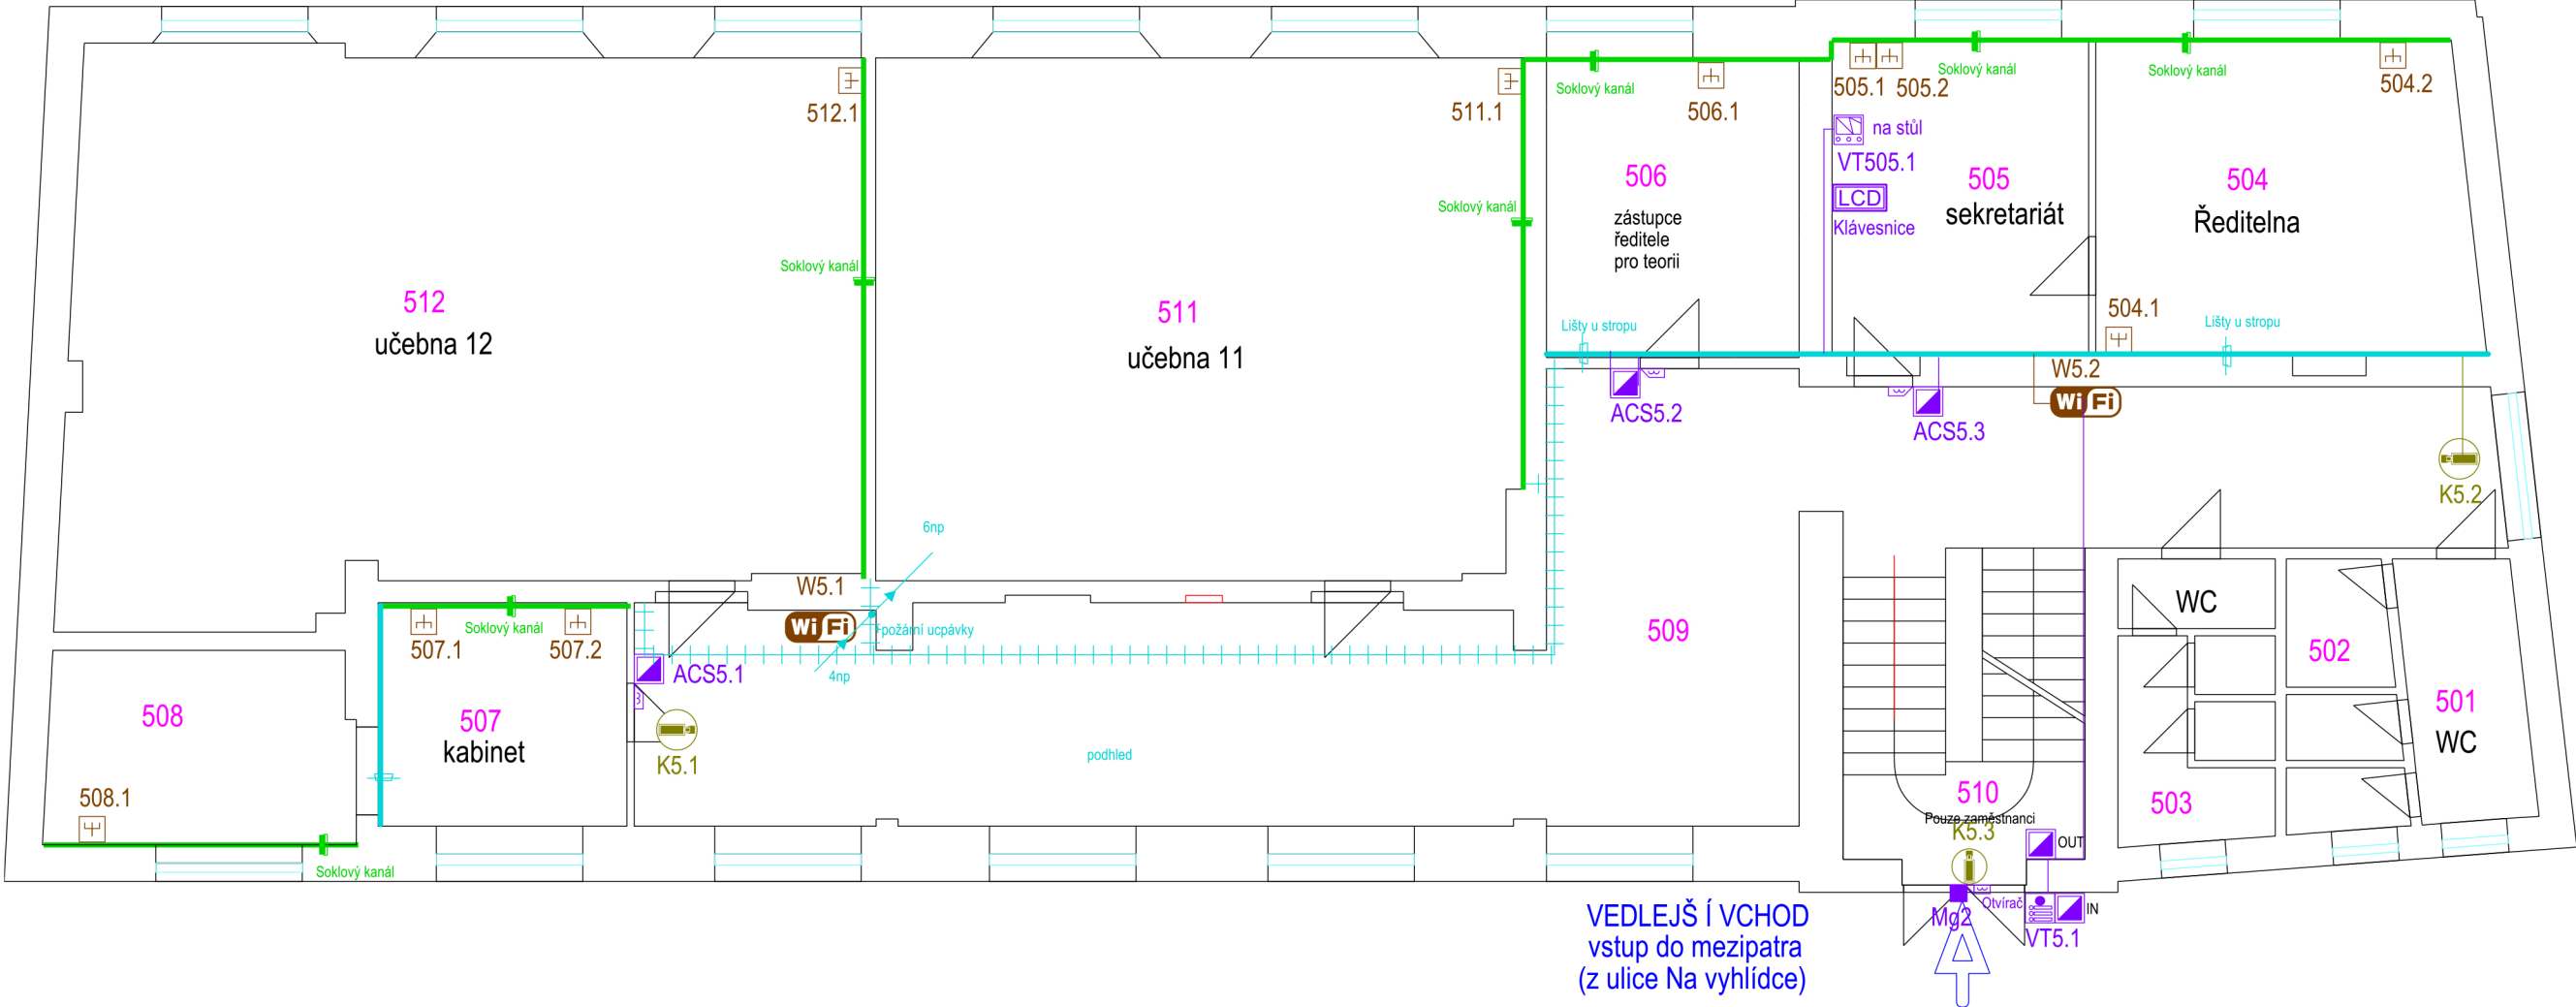 Soklový kanál
Soklový kanál
Soklový kanál
512.1
511.1
506.1
505.1
505.2
504.2
na stůl
VT505.1
LCD
Klávesnice
506
zástupce
ředitele
pro teorii
505
sekretariát
504
Ředitelna
Soklový kanál
Soklový kanál
512
učebna 12
511
učebna 11
504.1
Lišty u stropu
Lišty u stropu
W5.2
WiFi
ACS5.2
ACS5.3
K5.2
6np
W5.1
WiFi
požární ucpávky
4np
507.1
Soklový kanál
507.2
ACS5.1
509
WC
502
508
507
kabinet
K5.1
podhled
501
WC
508.1
510
Pouze zaměstnanci
K5.3
503
OUT
Soklový kanál
VEDLEJŠ Í VCHOD
vstup do mezipatra
(z ulice Na vyhlídce)
Mg2
Otvírač
IN
VT5.1